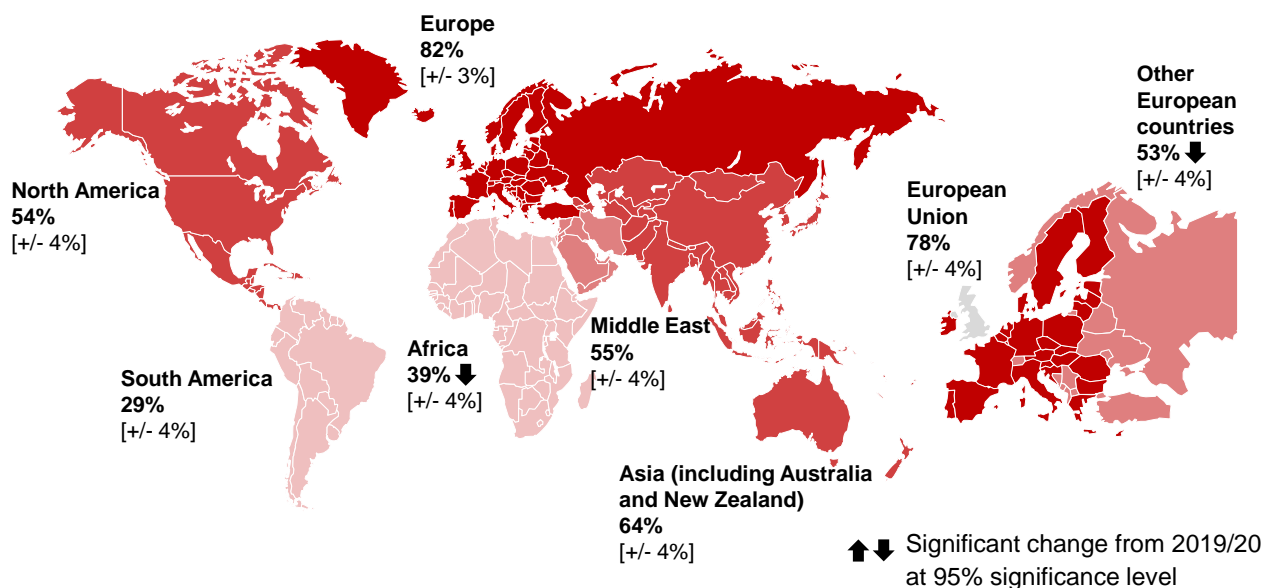 Europe
82%
[+/- 3%]
Other
European
countries
53%
[+/- 4%]
North America
54%
[+/- 4%]
European
Union
78%
[+/- 4%]
Middle East
55%
[+/- 4%]
Africa
39%
[+/- 4%]
South America
29%
[+/- 4%]
Asia (including Australia
and New Zealand)
64%
[+/- 4%]
Significant change from 2019/20
at 95% significance level